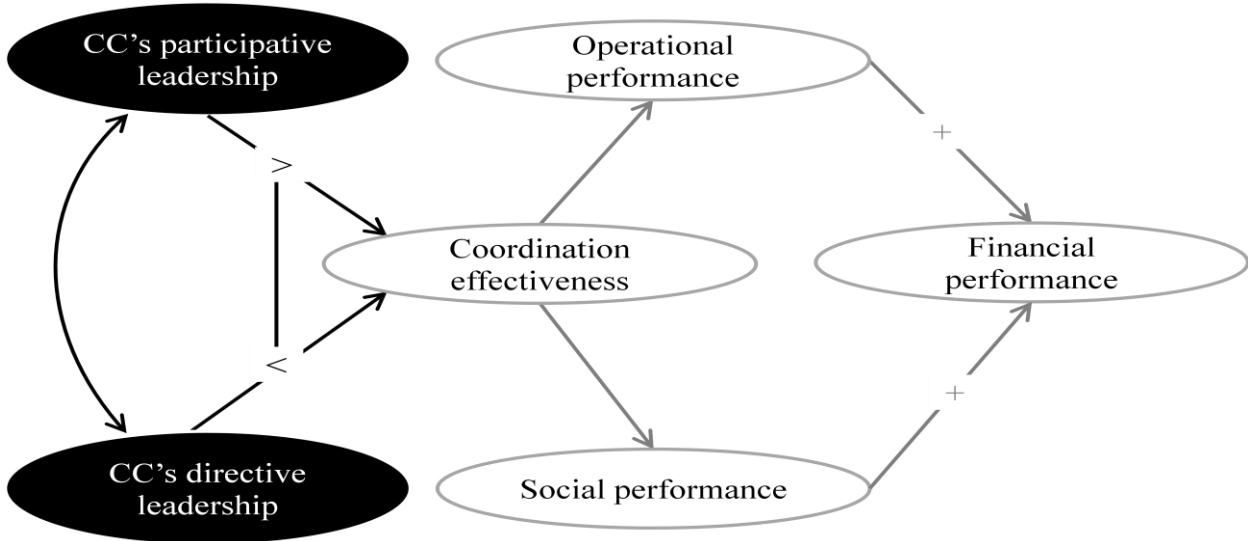 CC’s participative
leadership
Operational
performance
+
>
Coordination
effectiveness
Financial
performance
<
+
CC’s directive
leadership
Social performance